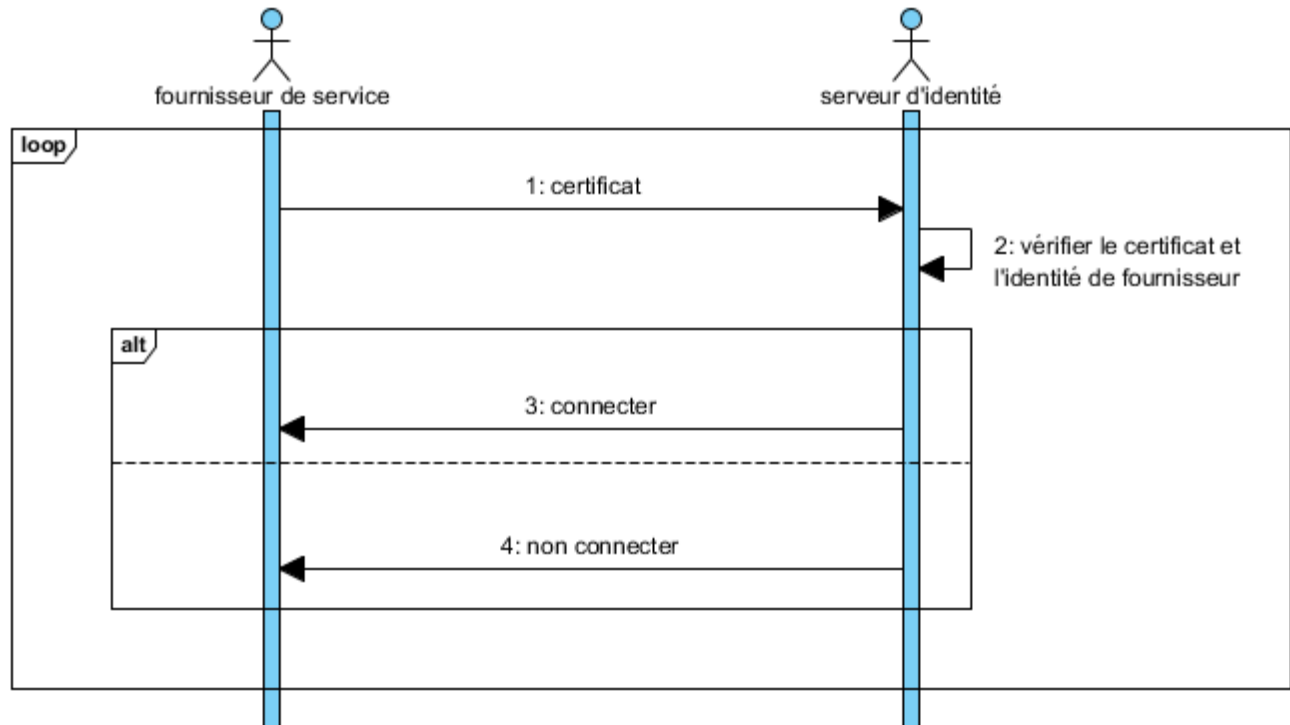 fournisseur de service
serveur d'identité
loop
1: certificat
2: vérifier le certificat et
l'identité de fournisseur
alt
3: connecter
4: non connecter